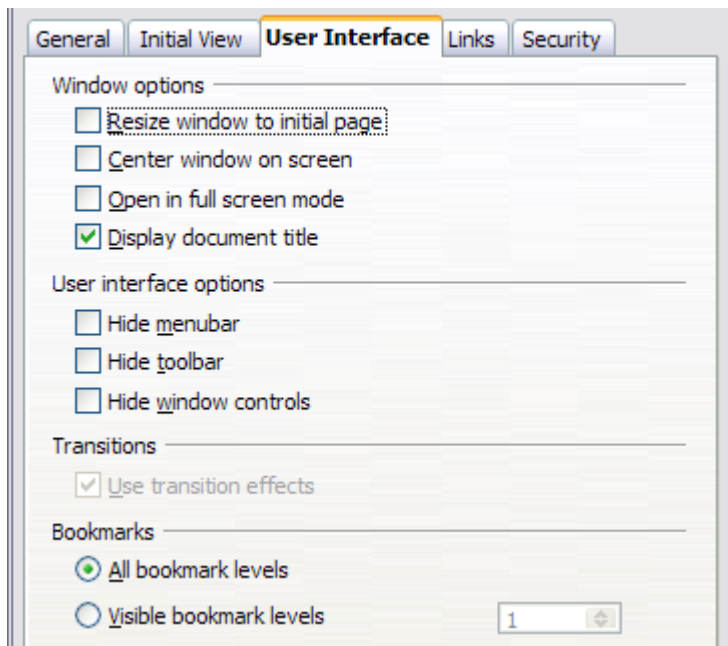 General Initial View User Interface Links Security
Window options
Resize window to initial page
Center window on screen
Open in full screen mode
Display document title
User interface options
Hide menubar
Hide toolbar
Hide window controls
Transitions
Use transition effects
Bookmarks
All bookmark levels
Visible bookmark levels 1